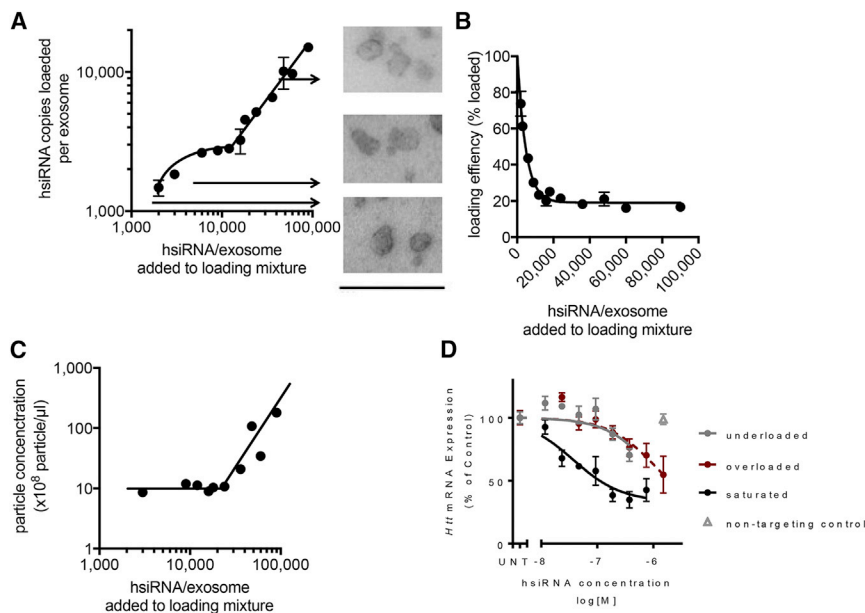 A
hsiRNA copies loaeded
per exosome
10,000
1,000
1,000
10,000
100,000
hsiRNA/exosome
added to loading mixture
B
loading effiency (% loaded)
100
80
60
40
20
0
0
20,000
40,000
60,000
80,000
100,000
hsiRNA/exosome
added to loading mixture
C
particle concenctration
(x10⁸ particle/µl)
1,000
100
10
1
1,000
10,000
100,000
hsiRNA/exosome
added to loading mixture
D
Htt mRNA Expression
(% of Control)
100
50
0
UNT
-8
-7
-6
hsiRNA concentration
log[M]
underloaded
overloaded
saturated
non-targeting control